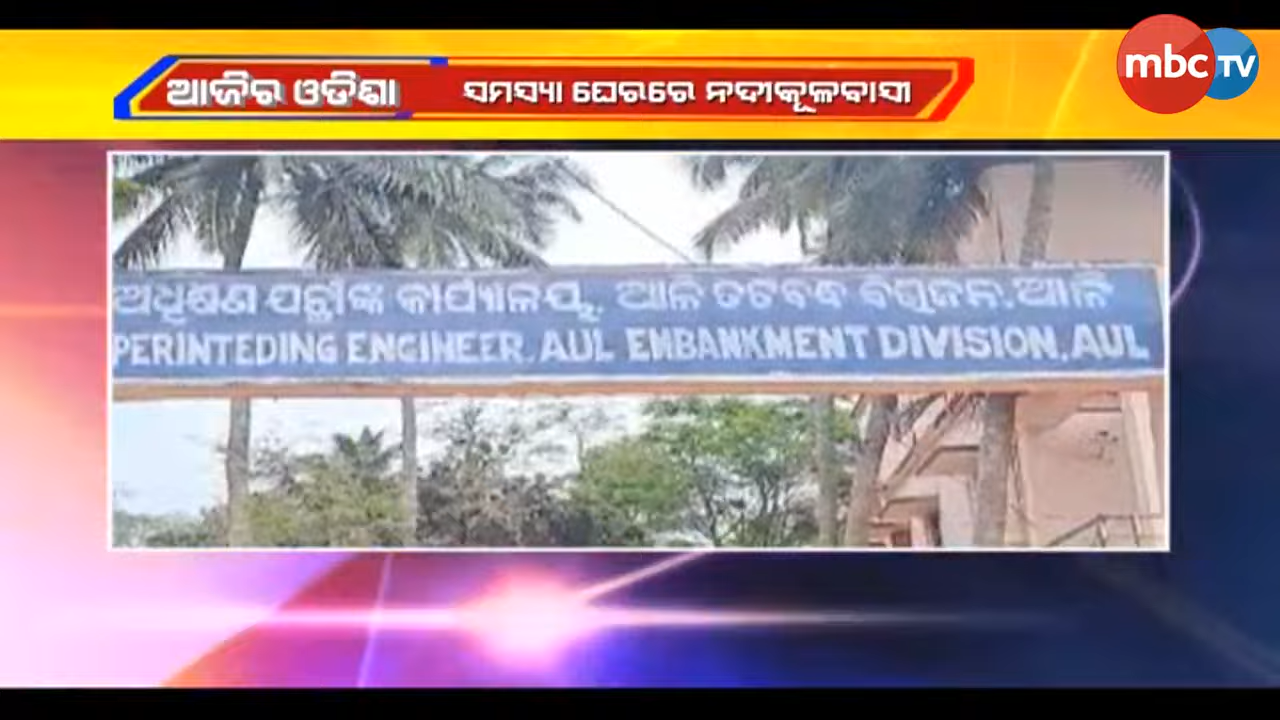 mbc TV
ଆଜିର ଓଡିଶା
ସମସ୍ୟା ଘେରରେ ନଦୀକୂଳବାସୀ
ଅଧୀକ୍ଷଣ ଯନ୍ତ୍ରୀଙ୍କ କାର୍ଯ୍ୟାଳୟ, ଆଳି ତଟବନ୍ଧ ବିଭାଜନ, ଆଳି
PERINTEDING ENGINEER, AUL EMBANKMENT DIVISION, AUL